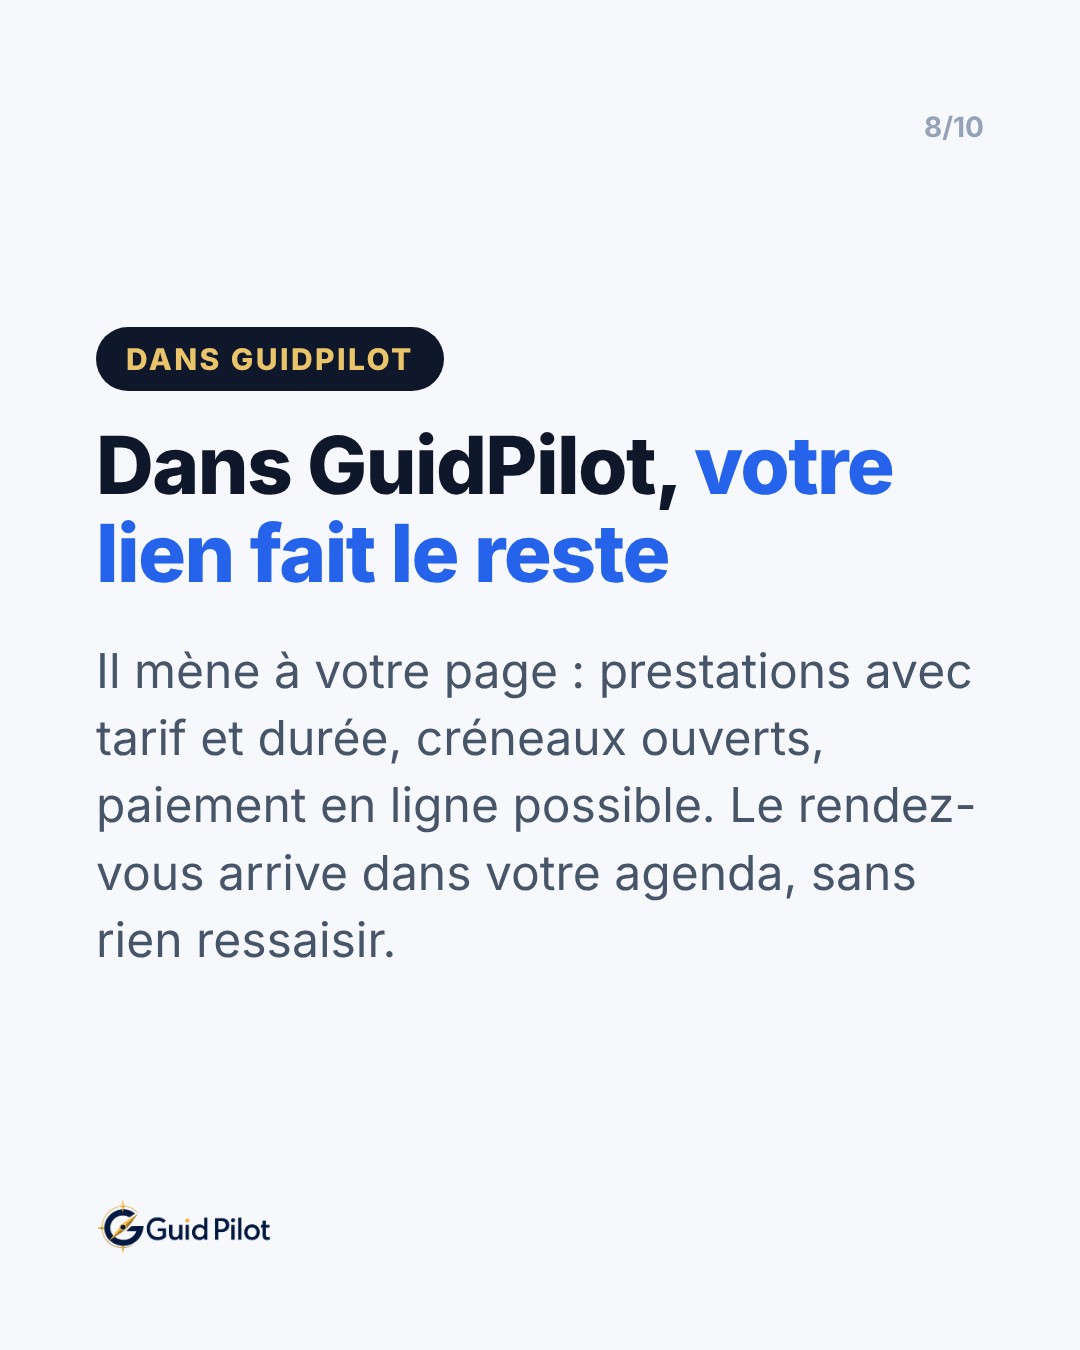 8/10
DANS GUIDPILOT
Dans GuidPilot, votre
lien fait le reste
Il mène à votre page : prestations avec
tarif et durée, créneaux ouverts,
paiement en ligne possible. Le rendez-
vous arrive dans votre agenda, sans
rien ressaisir.
Guid Pilot